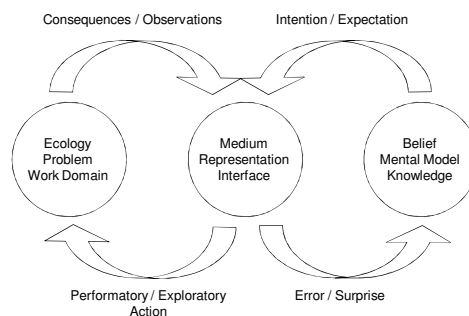 Consequences / Observations
Intention / Expectation
Ecology
Problem
Work Domain
Medium
Representation
Interface
Belief
Mental Model
Knowledge
Performatory / Exploratory
Action
Error / Surprise